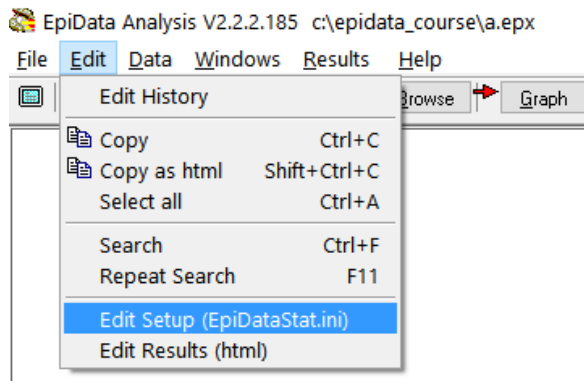 EpiData Analysis V2.2.2.185 c:\epidata_course\a.epx
File Edit Data Windows Results Help
Edit History
Browse Graph
Copy Ctrl+C
Copy as html Shift+Ctrl+C
Select all Ctrl+A
Search Ctrl+F
Repeat Search F11
Edit Setup (EpiDataStat.ini)
Edit Results (html)